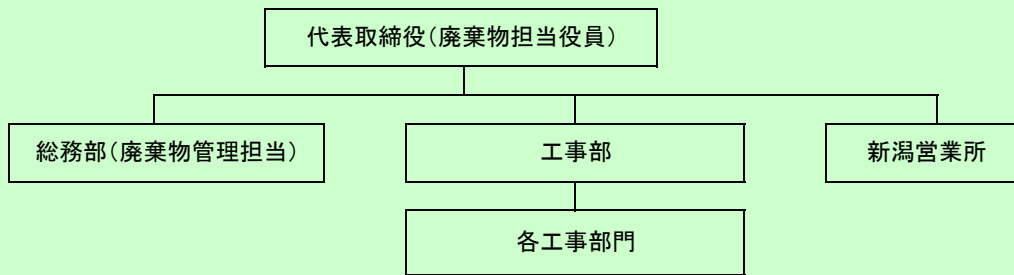 代表取締役（廃棄物担当役員）
総務部（廃棄物管理担当）
工事部
新潟営業所
各工事部門